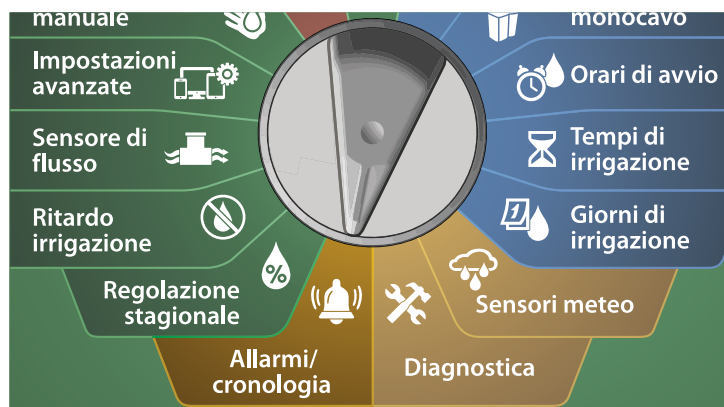 manuale
Impostazioni
avanzate
Sensore di
flusso
Ritardo
irrigazione
Regolazione
stagionale
%
Allarmi/
cronologia
Diagnostica
Sensori meteo
1
Giorni di
irrigazione
Tempi di
irrigazione
Orari di avvio
monocavo